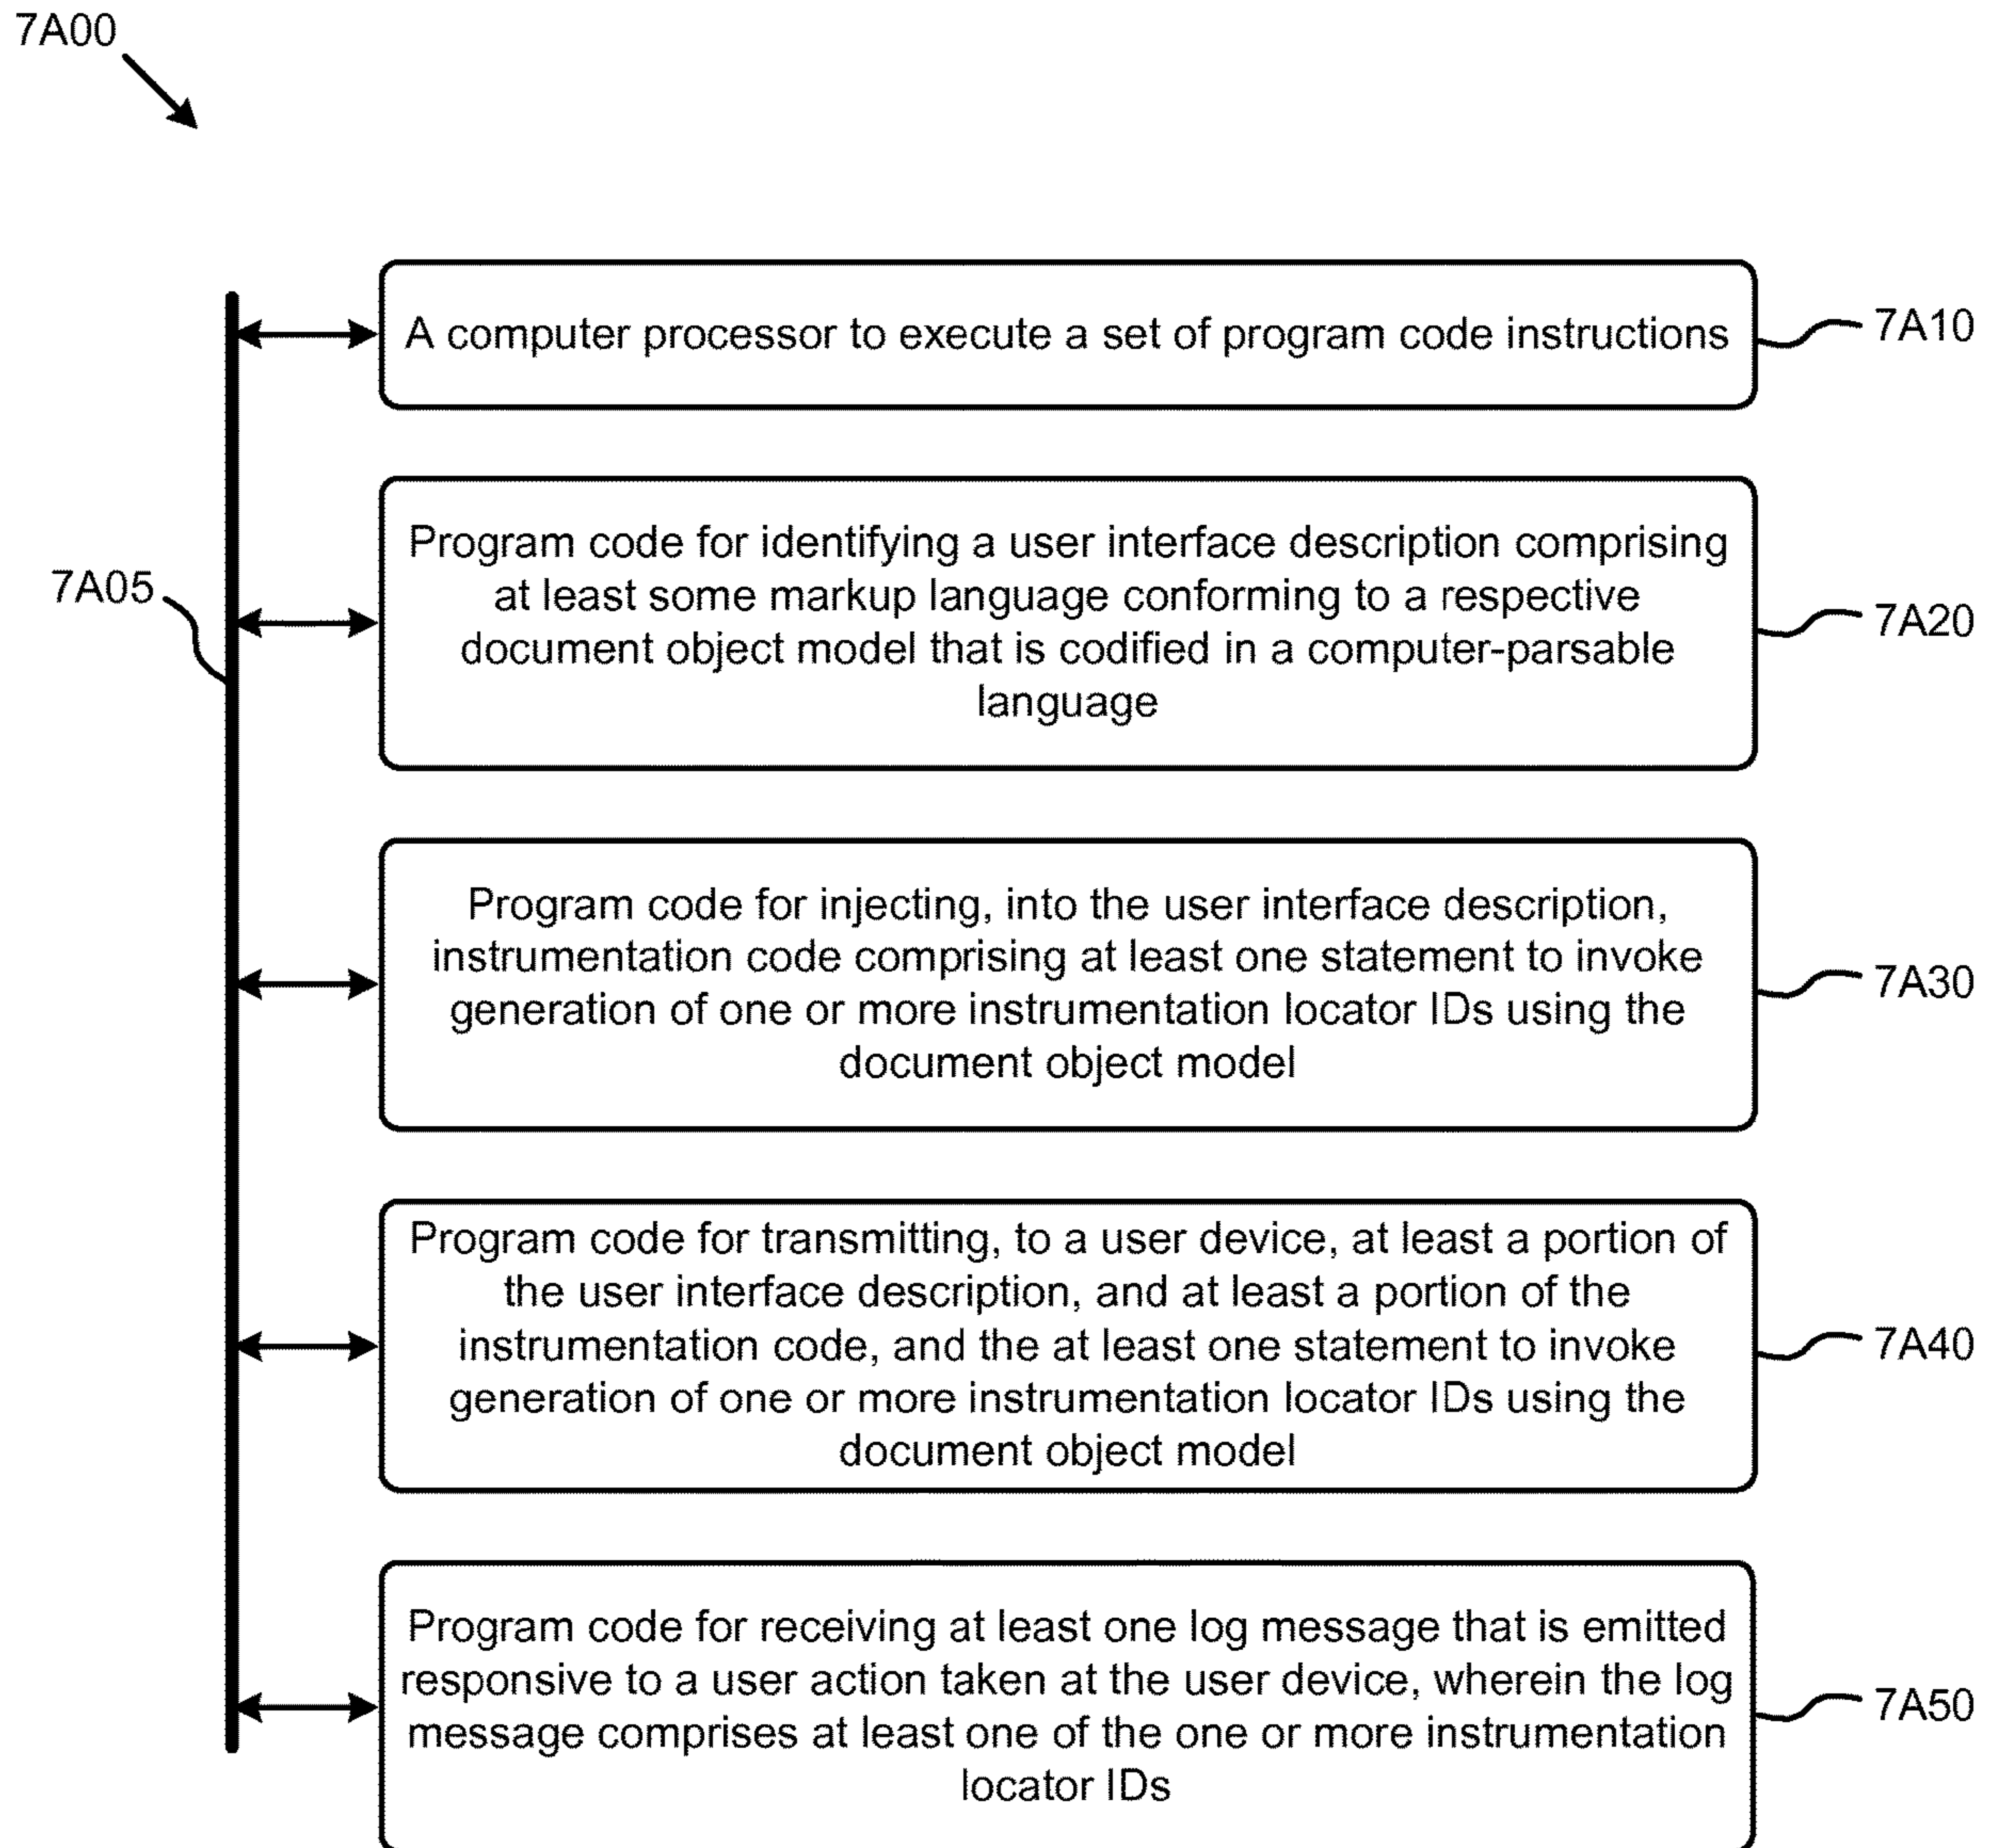 7A00
A computer processor to execute a set of program code instructions
7A10
Program code for identifying a user interface description comprising
at least some markup language conforming to a respective
document object model that is codified in a computer-parsable
language
7A05
7A20
Program code for injecting, into the user interface description,
instrumentation code comprising at least one statement to invoke
generation of one or more instrumentation locator IDs using the
document object model
7A30
Program code for transmitting, to a user device, at least a portion of
the user interface description, and at least a portion of the
instrumentation code, and the at least one statement to invoke
generation of one or more instrumentation locator IDs using the
document object model
7A40
Program code for receiving at least one log message that is emitted
responsive to a user action taken at the user device, wherein the log
message comprises at least one of the one or more instrumentation
locator IDs
7A50